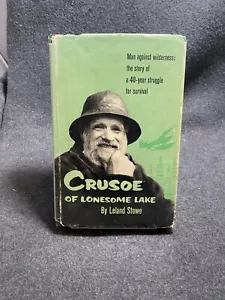 Man against wilderness:
the story of
a 40-year struggle
for survival
CRUSOE
OF LONESOME LAKE
By Leland Stowe